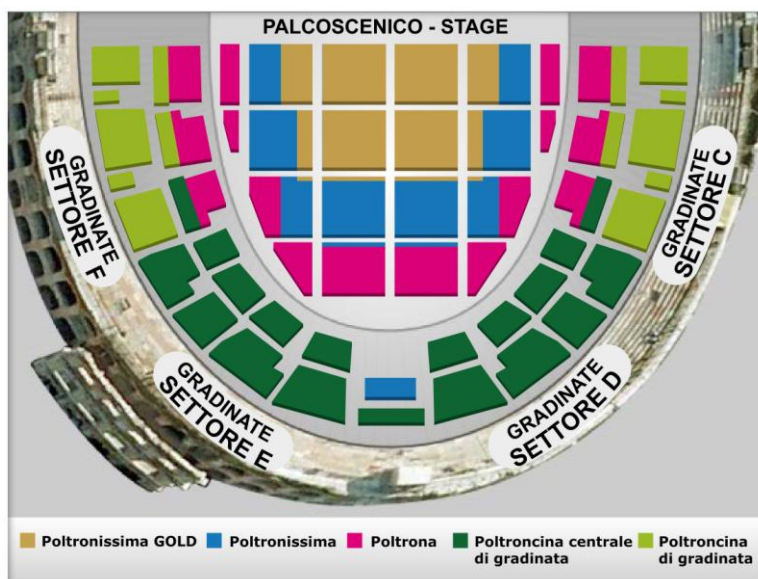 PALCOSCENICO - STAGE
GRADINATE
SETTORE F
GRADINATE
SETTORE C
GRADINATE
SETTORE E
GRADINATE
SETTORE D
Poltronissima GOLD
Poltronissima
Poltrona
Poltroncina centrale
di gradinata
Poltroncina
di gradinata